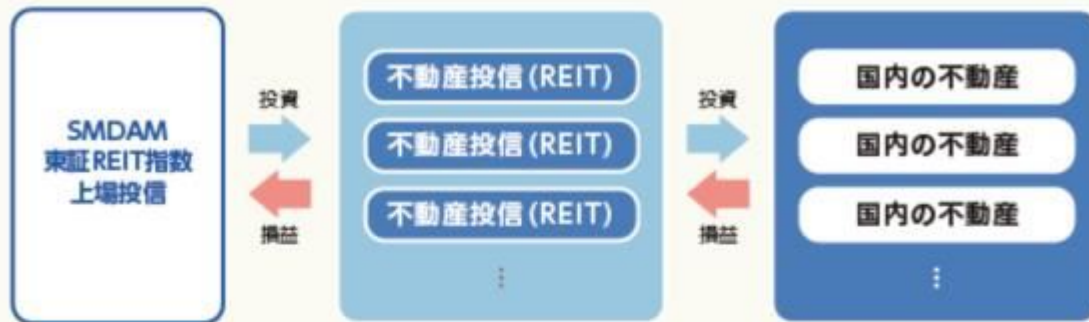 SMDAM
東証REIT指数
上場投信
投資
損益
不動産投信(REIT)
不動産投信(REIT)
不動産投信(REIT)
⋮
投資
損益
国内の不動産
国内の不動産
国内の不動産
⋮